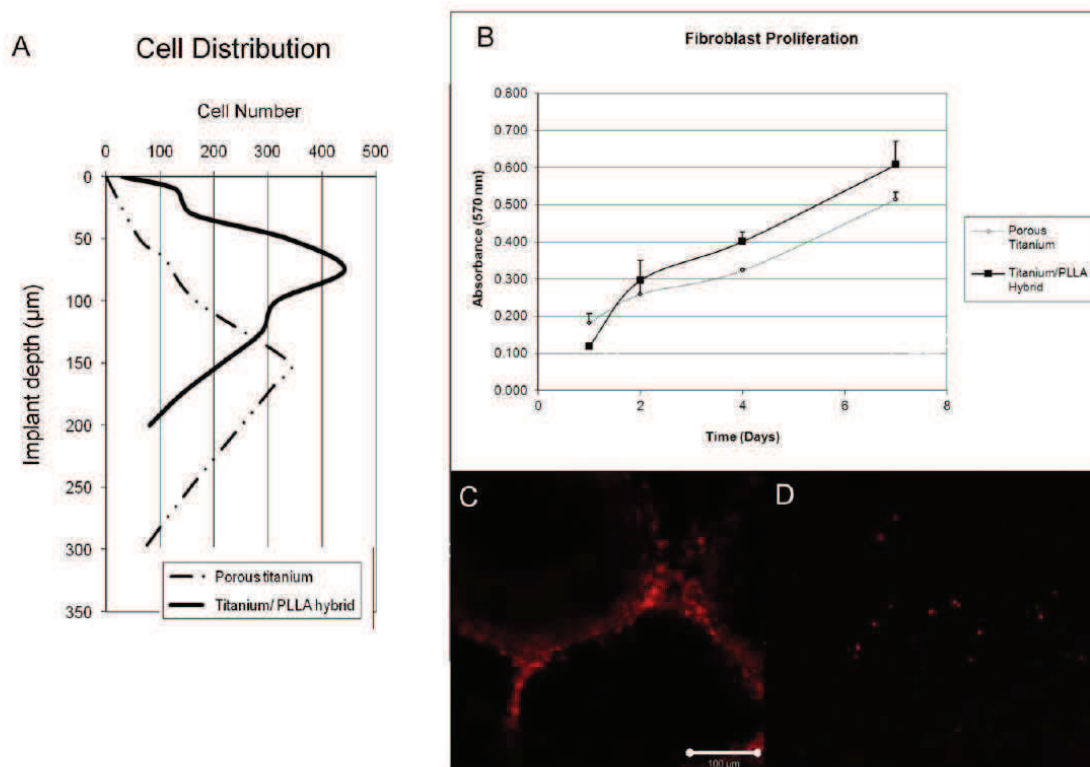 A
Cell Distribution
Cell Number
0 100 200 300 400 500
0
50
100
150
200
250
300
350
Implant depth (µm)
Porous titanium
Titanium/ PLLA hybrid
B
Fibroblast Proliferation
0.800
0.700
0.600
0.500
0.400
0.300
0.200
0.100
0.000
Absorbance (570 nm)
0 2 4 6 8
Time (Days)
Porous
Titanium
Titanium/PLLA
Hybrid
C
100 um
D